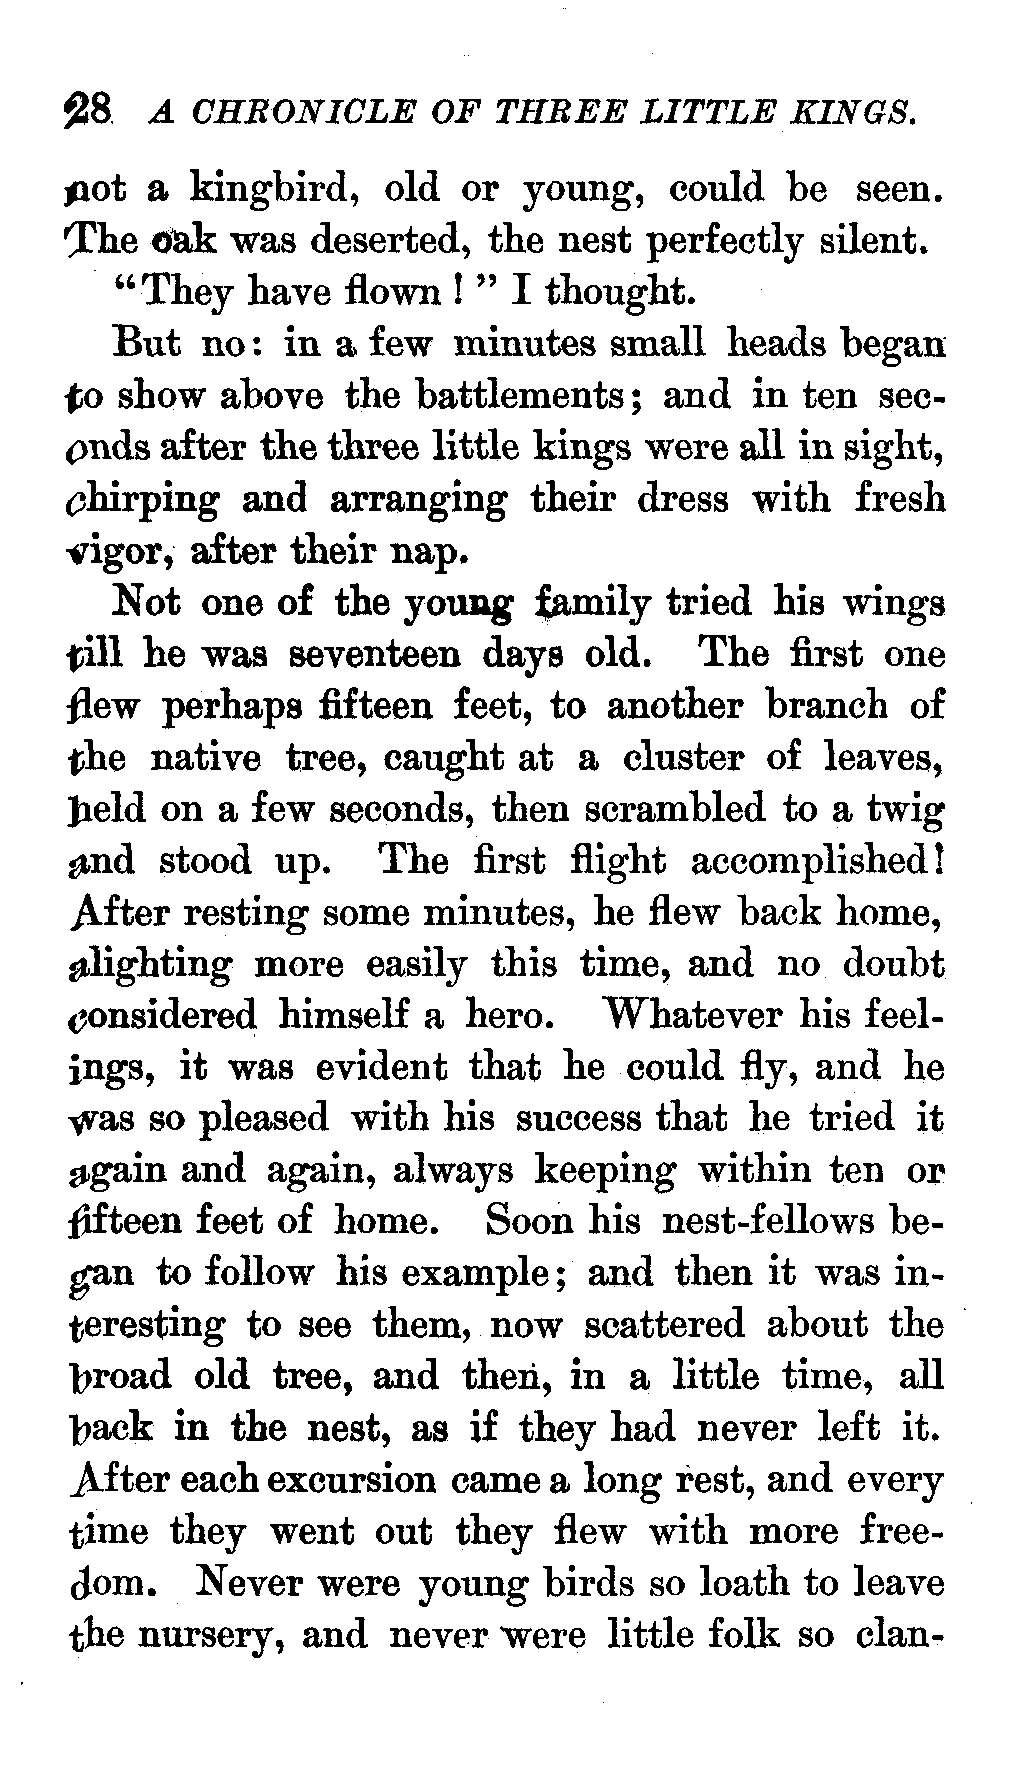 28 A CHRONICLE OF THREE LITTLE KINGS.
not a kingbird, old or young, could be seen.
The oak was deserted, the nest perfectly silent.
"They have flown!" I thought.
But no: in a few minutes small heads began
to show above the battlements; and in ten sec-
onds after the three little kings were all in sight,
chirping and arranging their dress with fresh
vigor, after their nap.
Not one of the young family tried his wings
till he was seventeen days old. The first one
flew perhaps fifteen feet, to another branch of
the native tree, caught at a cluster of leaves,
held on a few seconds, then scrambled to a twig
and stood up. The first flight accomplished!
After resting some minutes, he flew back home,
alighting more easily this time, and no doubt
considered himself a hero. Whatever his feel-
ings, it was evident that he could fly, and he
was so pleased with his success that he tried it
again and again, always keeping within ten or
fifteen feet of home. Soon his nest-fellows be-
gan to follow his example; and then it was in-
teresting to see them, now scattered about the
broad old tree, and then, in a little time, all
back in the nest, as if they had never left it.
After each excursion came a long rest, and every
time they went out they flew with more free-
dom. Never were young birds so loath to leave
the nursery, and never were little folk so clan-